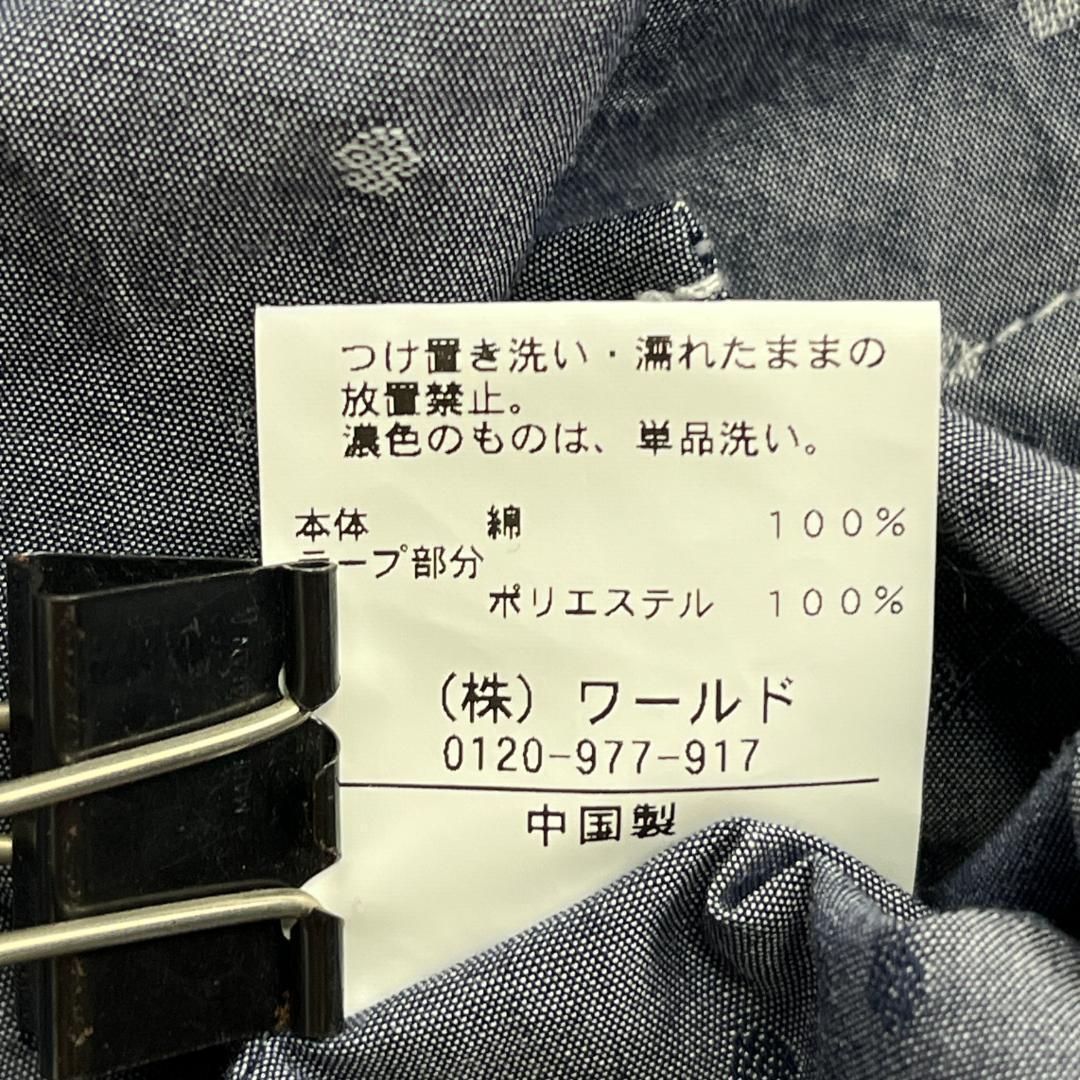 つけ置き洗い・濡れたままの
放置禁止。
濃色のものは、単品洗い。
本体 綿 100%
テープ部分
ポリエステル 100%
(株) ワールド
0120-977-917
中国製